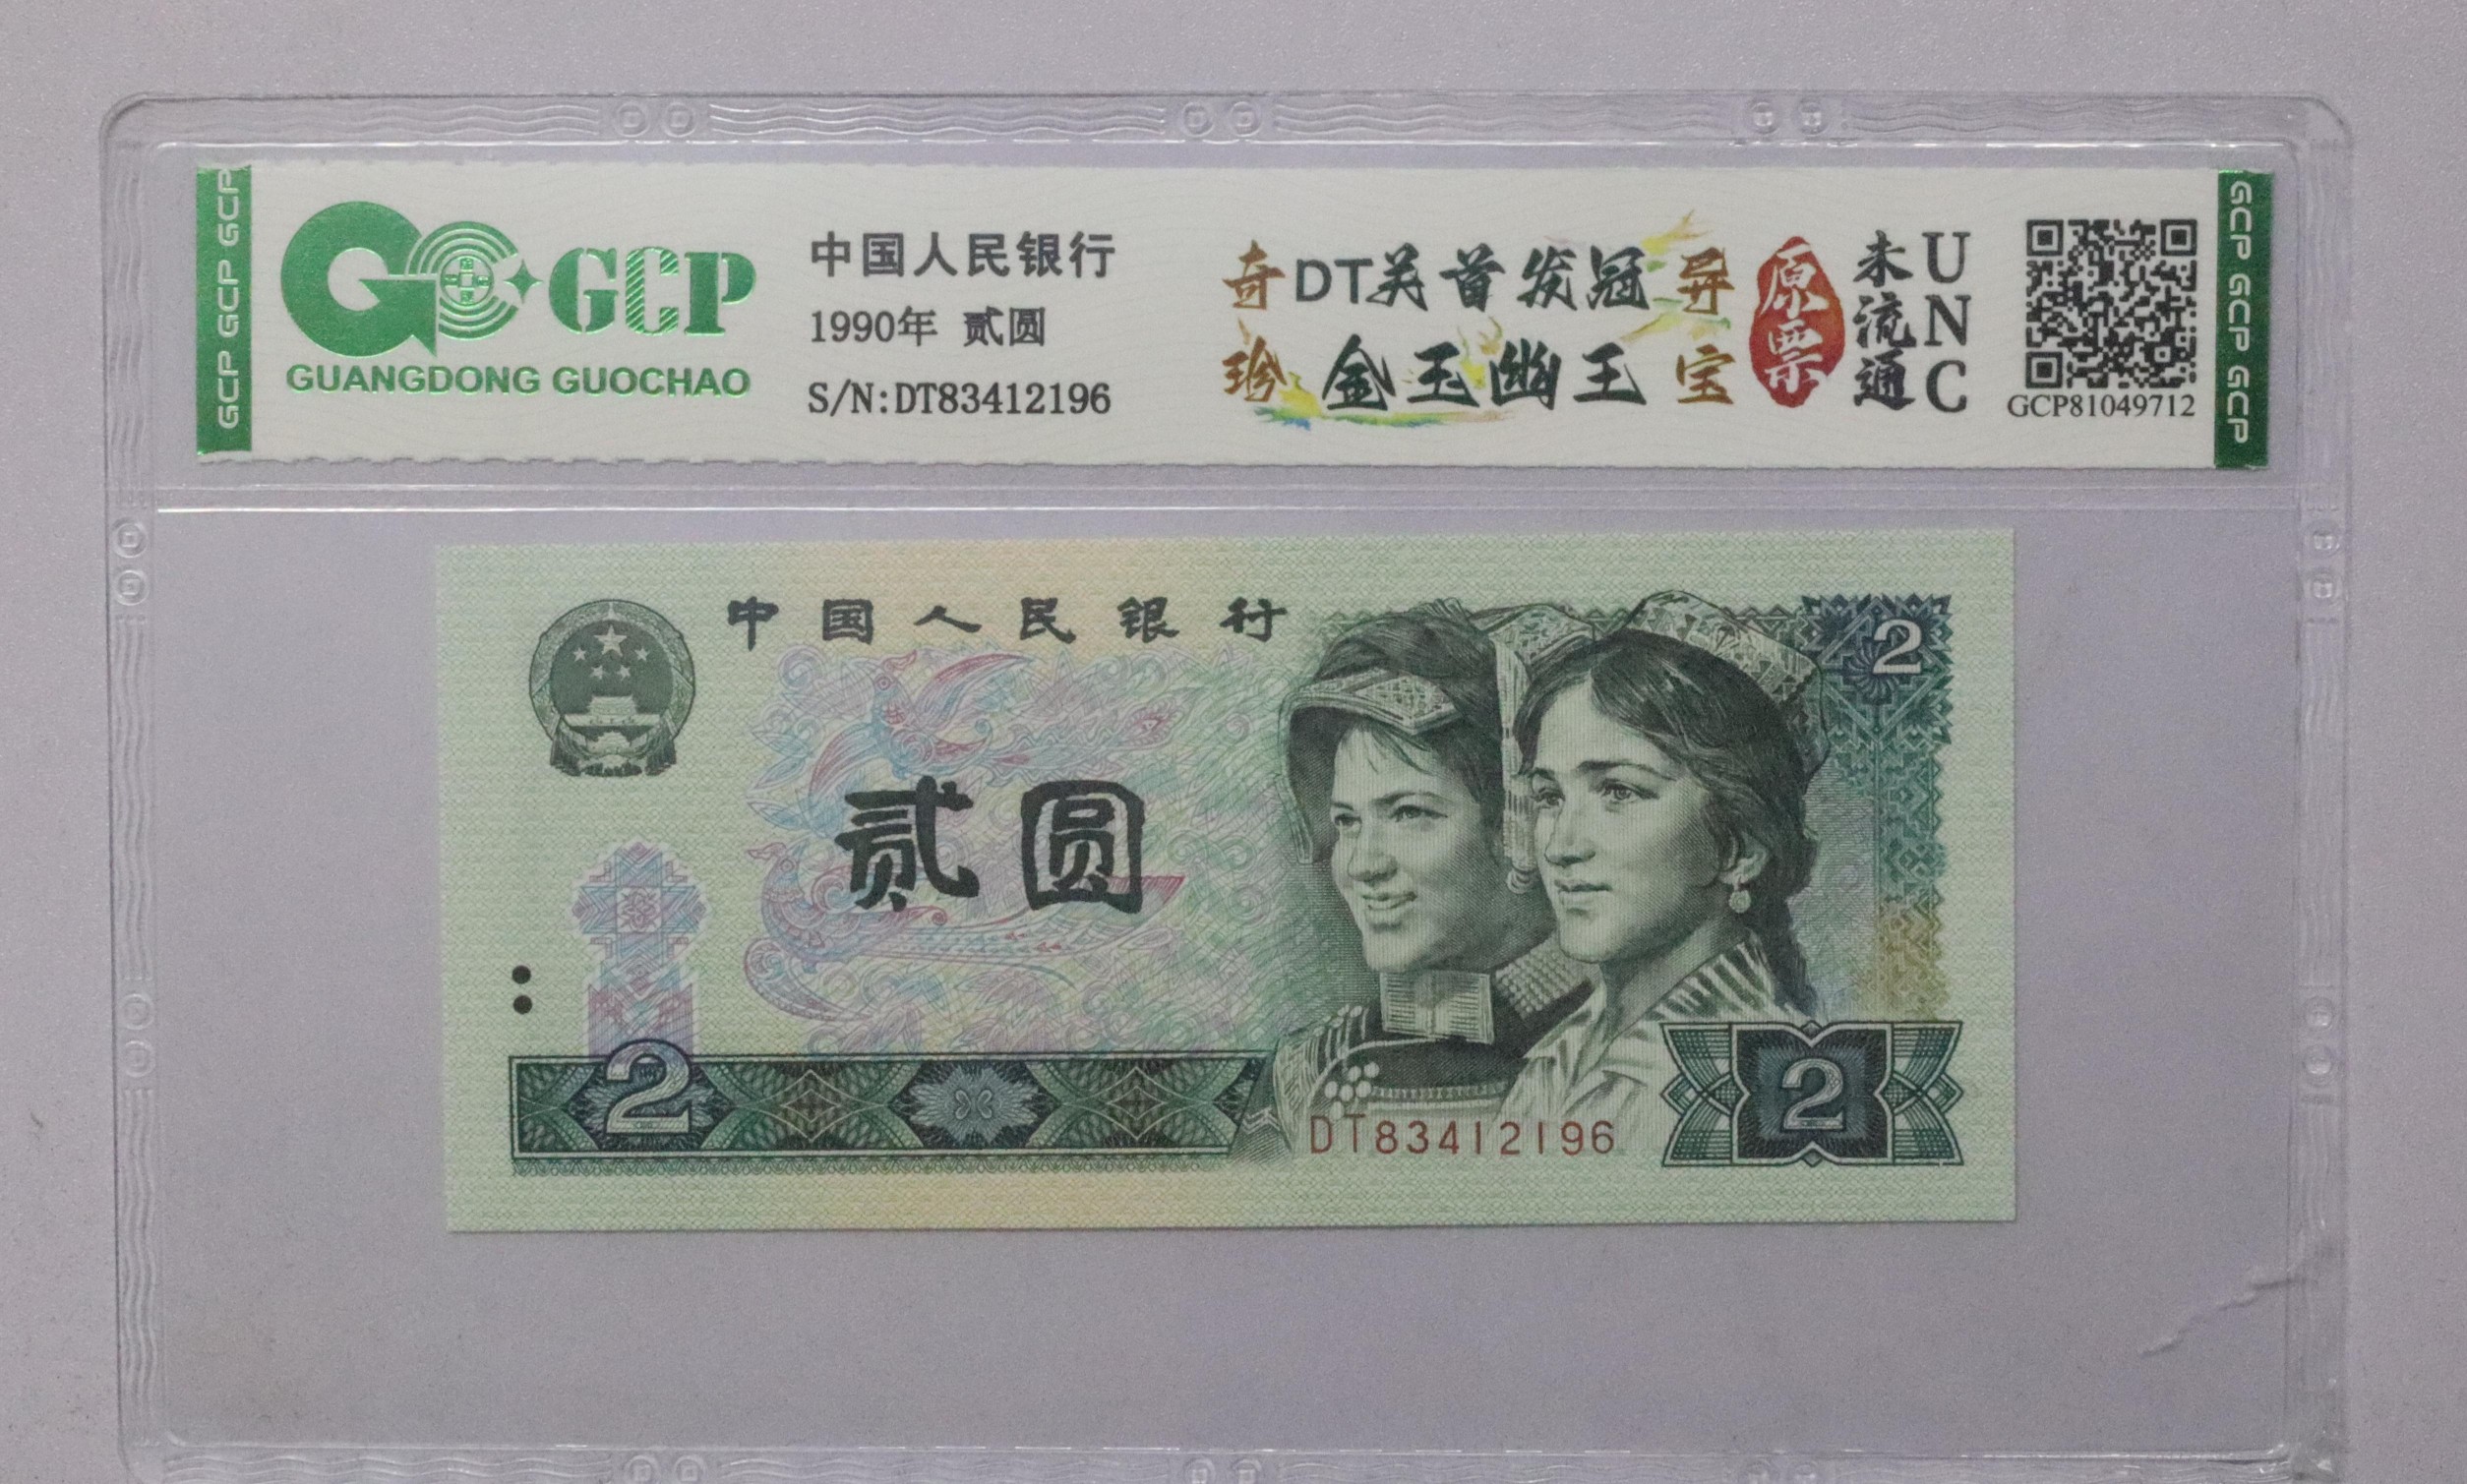 GCP GCP GCP
GCP
GUANGDONG GUOCHAO
中国人民银行
1990年 贰圆
S/N:DT83412196
奇珍异宝
DT关首发冠
金玉幽王
原票
未流通
UNC
GCP81049712
GCP GCP GCP
中国人民银行
2
贰圆
2
DT83412196
2